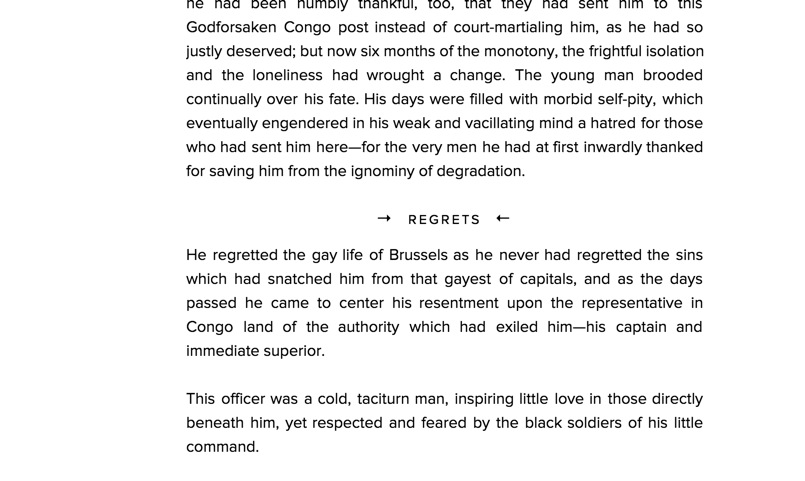 he had been humbly thankful, too, that they had sent him to this
Godforsaken Congo post instead of court-martialing him, as he had so
justly deserved; but now six months of the monotony, the frightful isolation
and the loneliness had wrought a change. The young man brooded
continually over his fate. His days were filled with morbid self-pity, which
eventually engendered in his weak and vacillating mind a hatred for those
who had sent him here—for the very men he had at first inwardly thanked
for saving him from the ignominy of degradation.
→ REGRETS ←
He regretted the gay life of Brussels as he never had regretted the sins
which had snatched him from that gayest of capitals, and as the days
passed he came to center his resentment upon the representative in
Congo land of the authority which had exiled him—his captain and
immediate superior.
This officer was a cold, taciturn man, inspiring little love in those directly
beneath him, yet respected and feared by the black soldiers of his little
command.